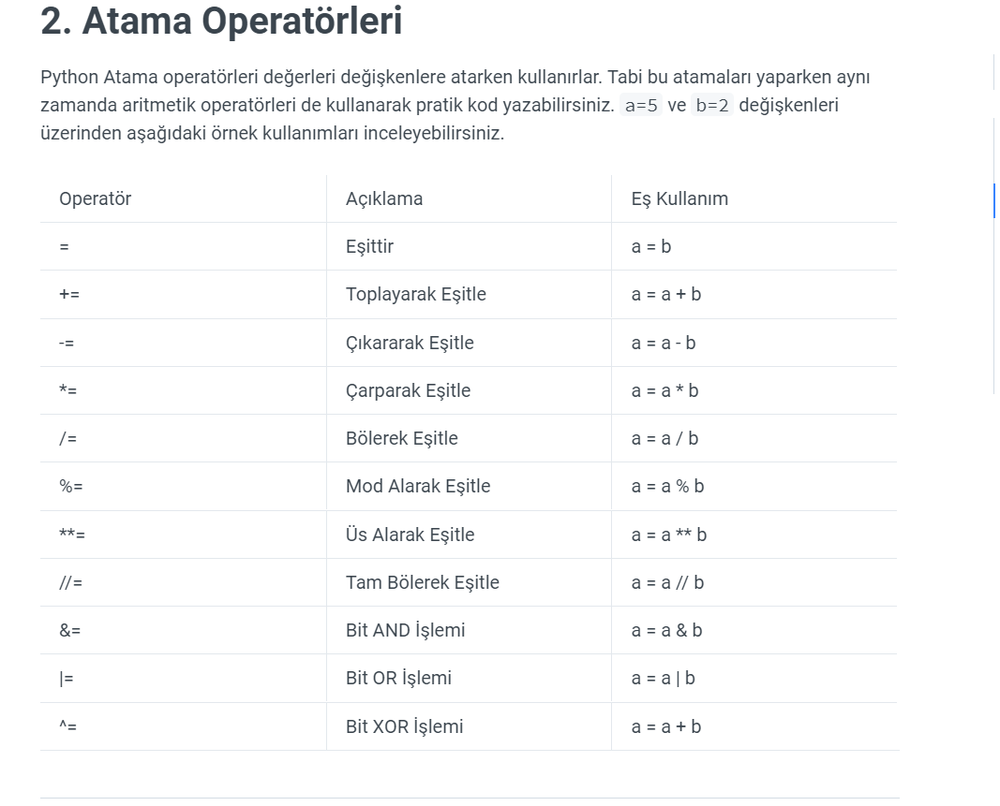 2. Atama Operatörleri
Python Atama operatörleri değerleri değişkenlere atarken kullanırlar. Tabi bu atamaları yaparken aynı
zamanda aritmetik operatörleri de kullanarak pratik kod yazabilirsiniz. a=5 ve b=2 değişkenleri
üzerinden aşağıdaki örnek kullanımları inceleyebilirsiniz.
Operatör Açıklama Eş Kullanım
= Eşittir a = b
+= Toplayarak Eşitle a = a + b
-= Çıkararak Eşitle a = a - b
*= Çarparak Eşitle a = a * b
/= Bölerek Eşitle a = a / b
%= Mod Alarak Eşitle a = a % b
**= Üs Alarak Eşitle a = a ** b
//= Tam Bölerek Eşitle a = a // b
&= Bit AND İşlemi a = a & b
|= Bit OR İşlemi a = a | b
^= Bit XOR İşlemi a = a + b